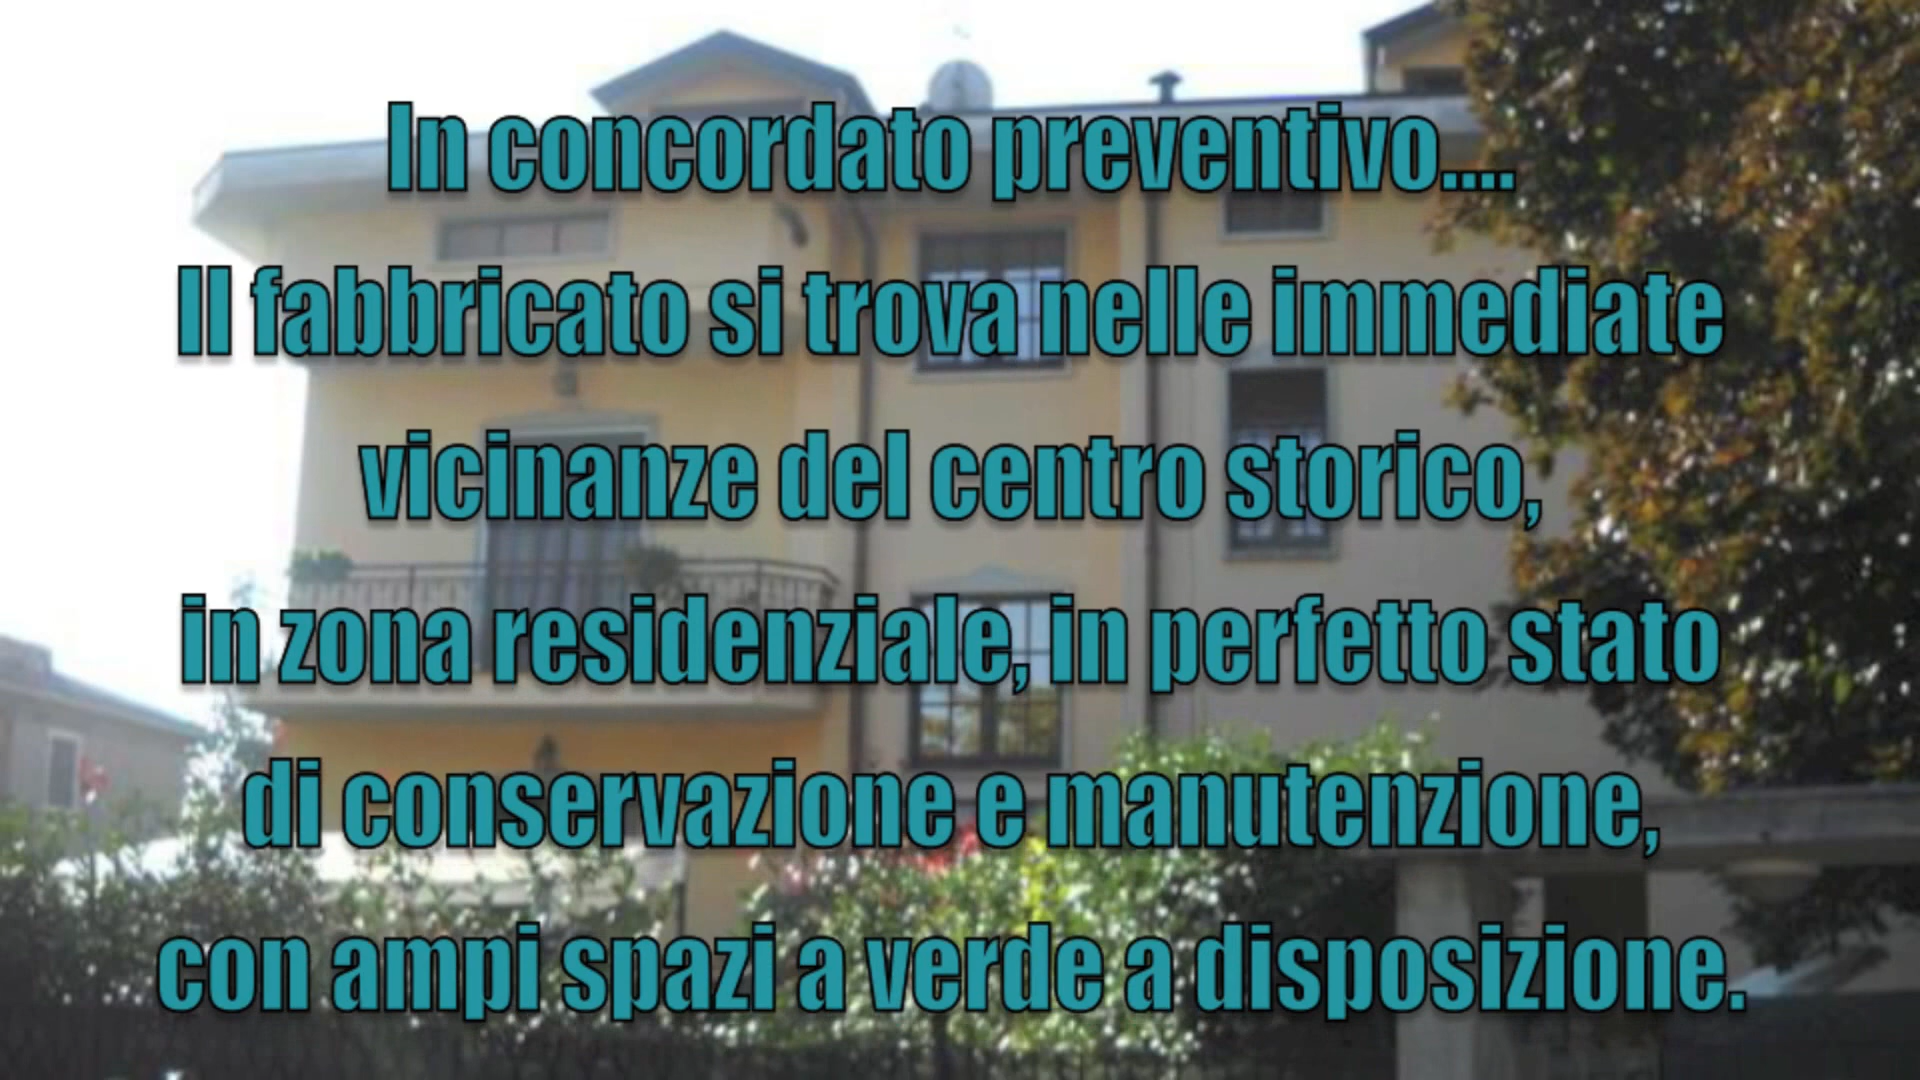 In concordato preventivo....
Il fabbricato si trova nelle immediate
vicinanze del centro storico,
in zona residenziale, in perfetto stato
di conservazione e manutenzione,
con ampi spazi a verde a disposizione.